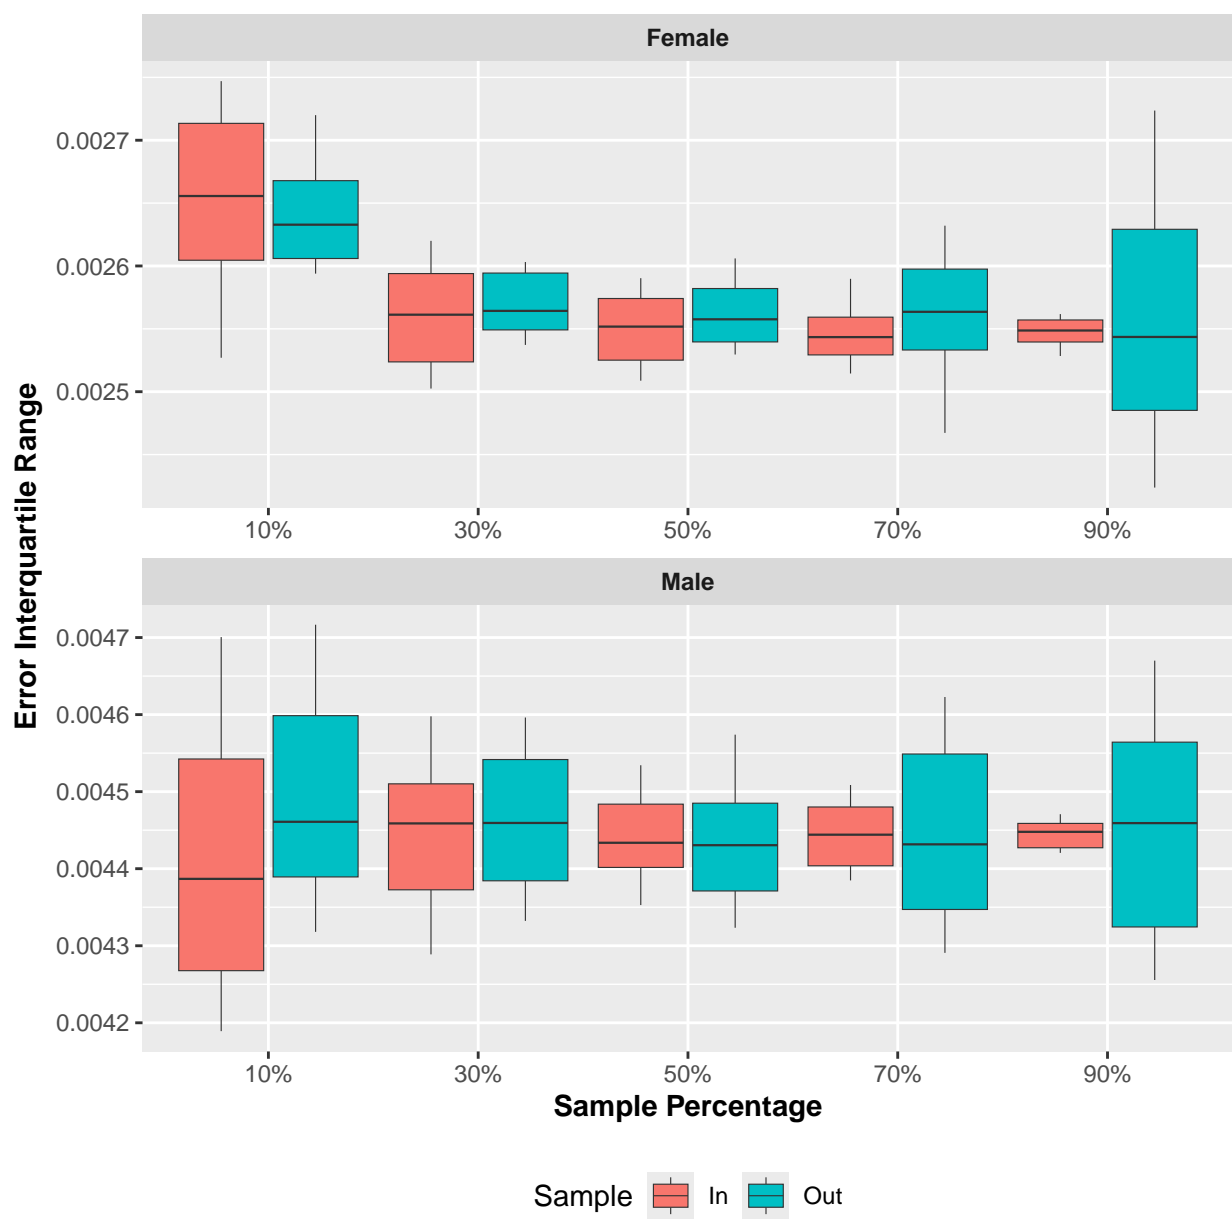 Female
0.0027
0.0026
0.0025
10% 30% 50% 70% 90%
Error Interquartile Range
Male
0.0047
0.0046
0.0045
0.0044
0.0043
0.0042
10% 30% 50% 70% 90%
Sample Percentage
Sample In Out